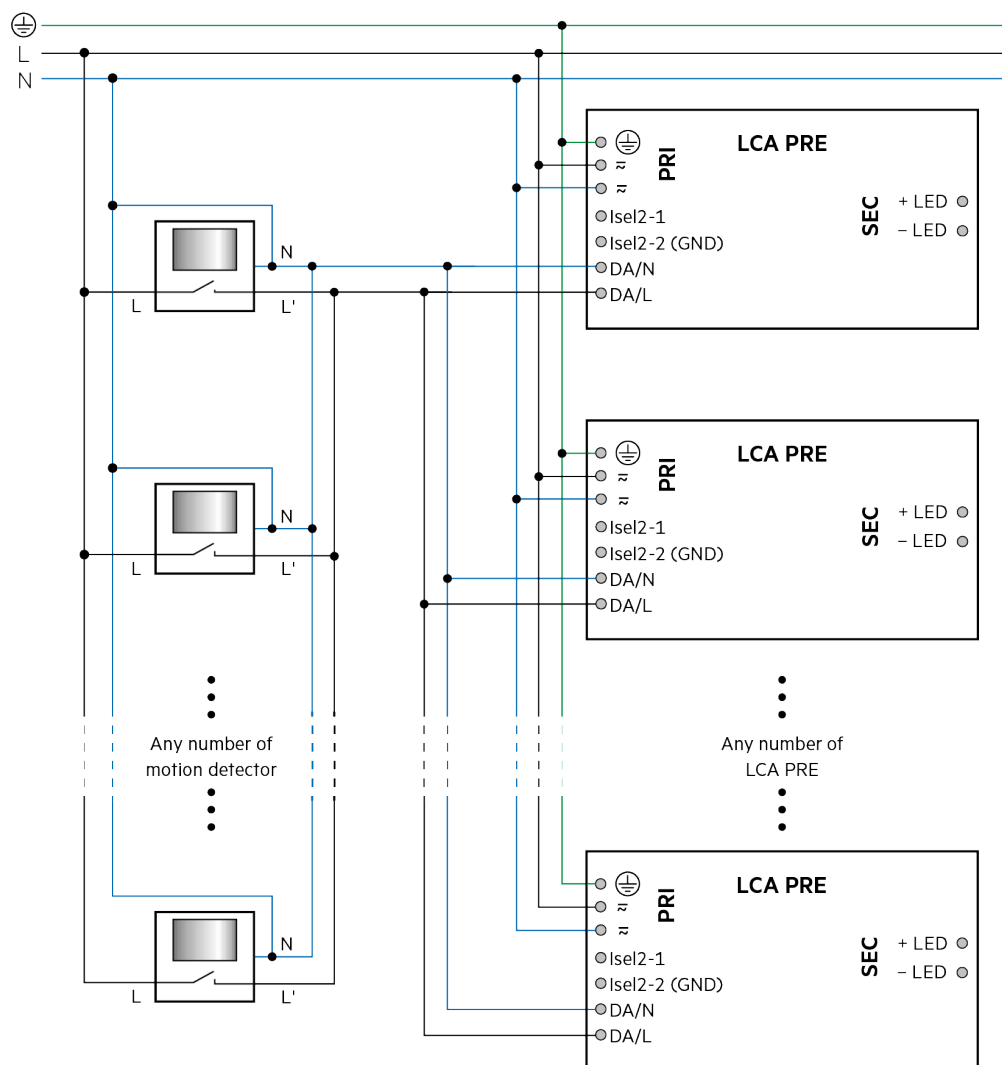 L
N
LCA PRE
PRI
≂
≂
SEC
+ LED
– LED
Isel2-1
Isel2-2 (GND)
DA/N
DA/L
N
L
L'
LCA PRE
PRI
≂
≂
SEC
+ LED
– LED
Isel2-1
Isel2-2 (GND)
DA/N
DA/L
N
L
L'
Any number of
motion detector
Any number of
LCA PRE
LCA PRE
PRI
≂
≂
SEC
+ LED
– LED
Isel2-1
Isel2-2 (GND)
DA/N
DA/L
N
L
L'